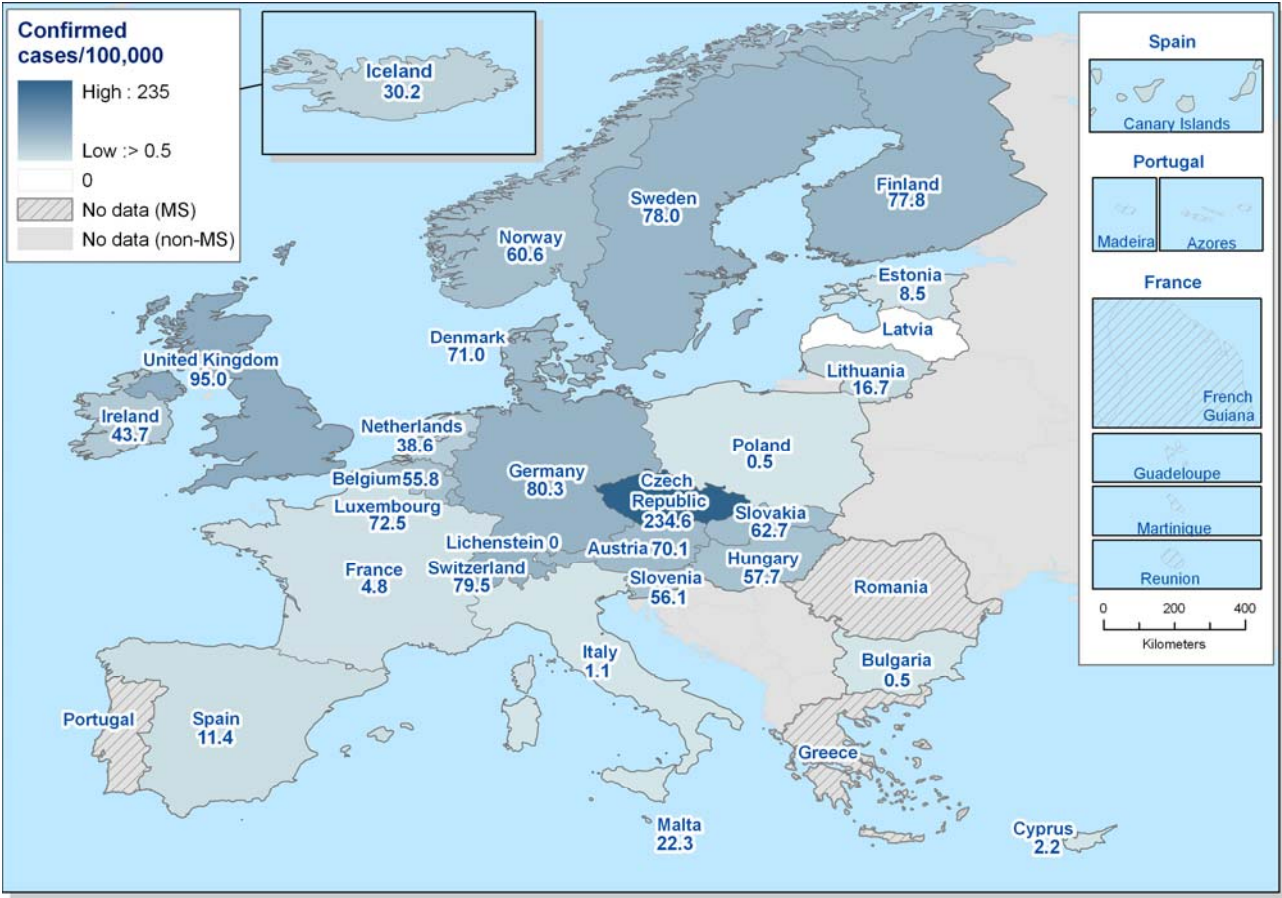 Confirmed
cases/100,000
High : 235
Low :> 0.5
0
No data (MS)
No data (non-MS)
Iceland
30.2
Spain
Canary Islands
Portugal
Madeira
Azores
France
French
Guiana
Guadeloupe
Martinique
Reunion
0 200 400
Kilometers
Finland
77.8
Sweden
78.0
Norway
60.6
Estonia
8.5
Latvia
Denmark
71.0
United Kingdom
95.0
Lithuania
16.7
Ireland
43.7
Netherlands
38.6
Poland
0.5
Belgium 55.8
Germany
80.3
Czech
Republic
234.6
Luxembourg
72.5
Slovakia
62.7
Lichenstein 0
Austria 70.1
Hungary
57.7
France
4.8
Switzerland
79.5
Slovenia
56.1
Romania
Italy
1.1
Bulgaria
0.5
Portugal
Spain
11.4
Greece
Malta
22.3
Cyprus
2.2